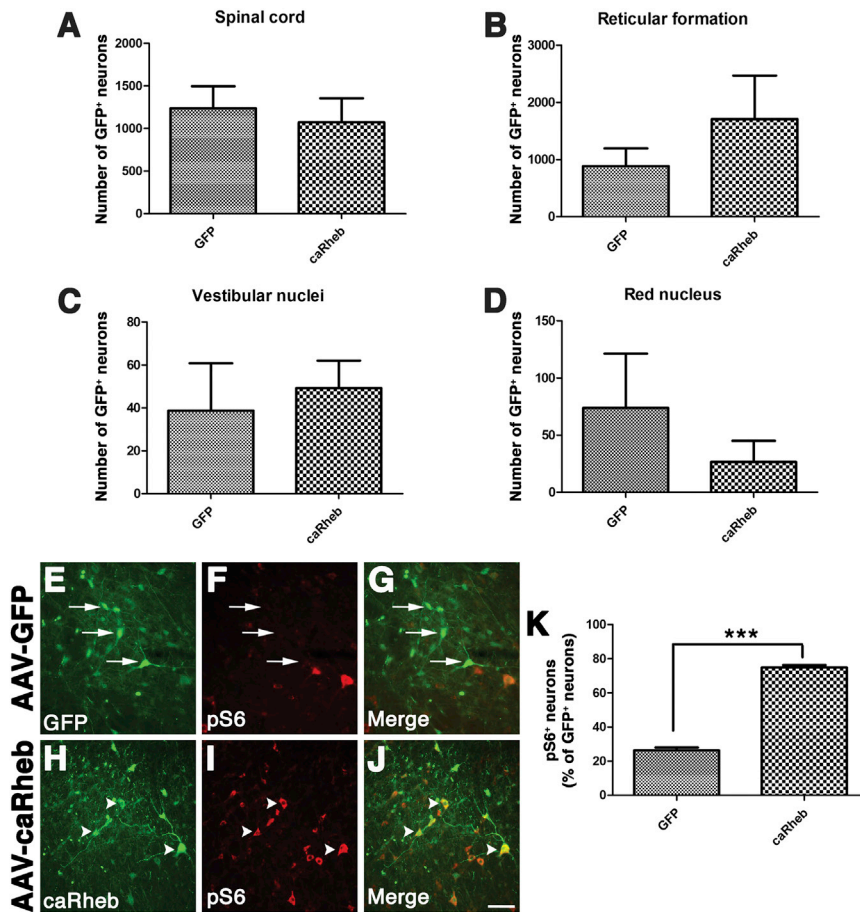 A
Spinal cord
Number of GFP⁺ neurons
2000
1500
1000
500
0
GFP
caRheb
B
Reticular formation
Number of GFP⁺ neurons
3000
2000
1000
0
GFP
caRheb
C
Vestibular nuclei
Number of GFP⁺ neurons
80
60
40
20
0
GFP
caRheb
D
Red nucleus
Number of GFP⁺ neurons
150
100
50
0
GFP
caRheb
AAV-GFP
E
GFP
F
pS6
G
Merge
AAV-caRheb
H
caRheb
I
pS6
J
Merge
K
pS6⁺ neurons
(% of GFP⁺ neurons)
100
80
60
40
20
0
***
GFP
caRheb